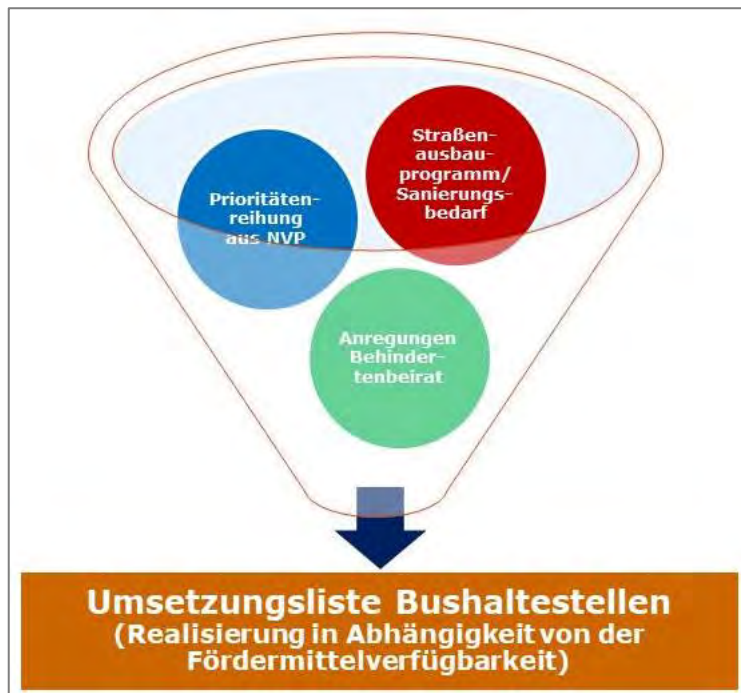 Straßen-
ausbau-
programm/
Sanierungs-
bedarf
Prioritäten-
reihung
aus NVP
Anregungen
Behinder-
tenbeirat
Umsetzungsliste Bushaltestellen
(Realisierung in Abhängigkeit von der
Fördermittelverfügbarkeit)